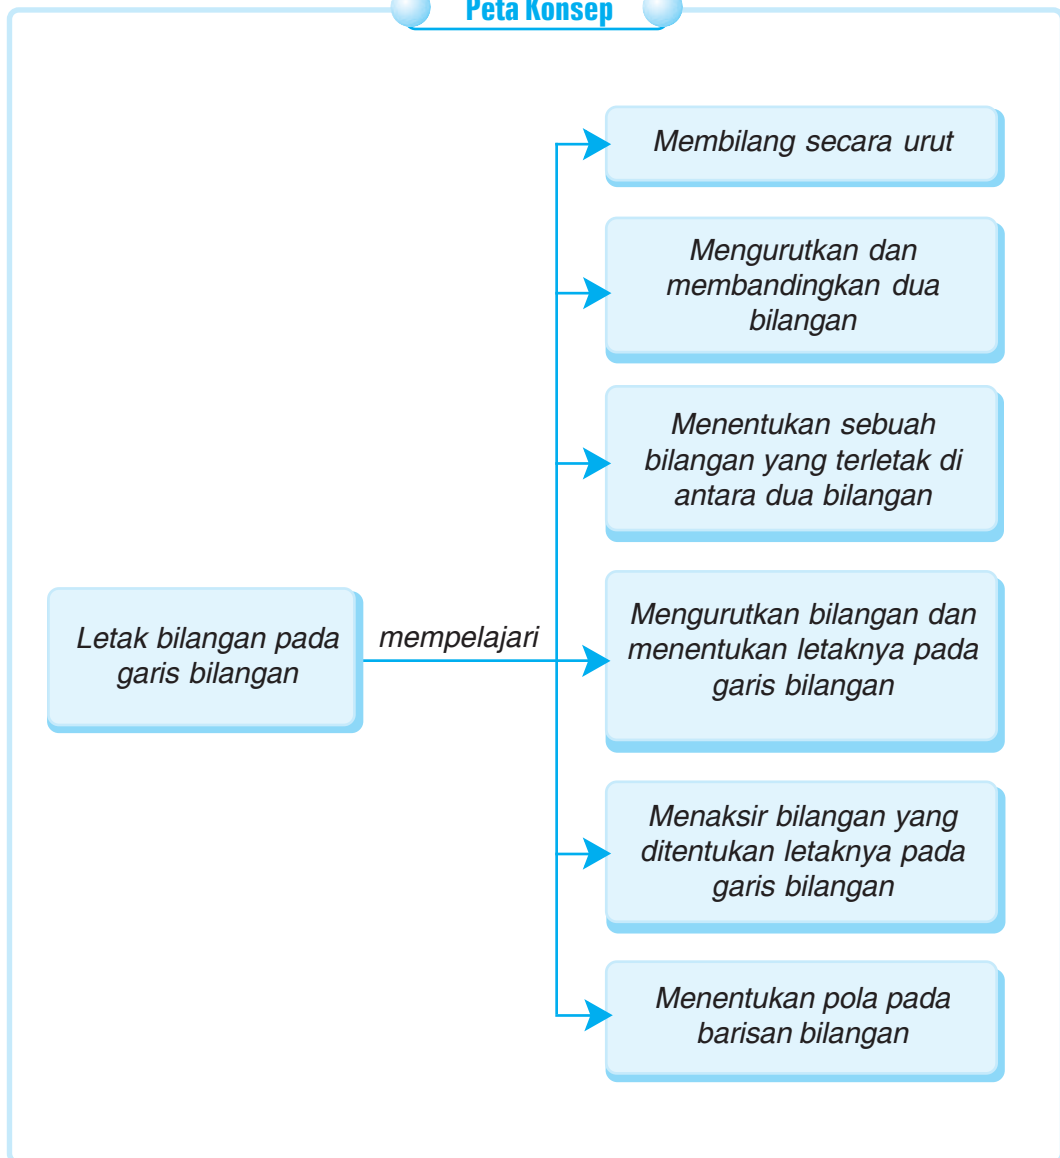 Peta Konsep
Membilang secara urut
Mengurutkan dan
membandingkan dua
bilangan
Menentukan sebuah
bilangan yang terletak di
antara dua bilangan
Letak bilangan pada
garis bilangan
mempelajari
Mengurutkan bilangan dan
menentukan letaknya pada
garis bilangan
Menaksir bilangan yang
ditentukan letaknya pada
garis bilangan
Menentukan pola pada
barisan bilangan